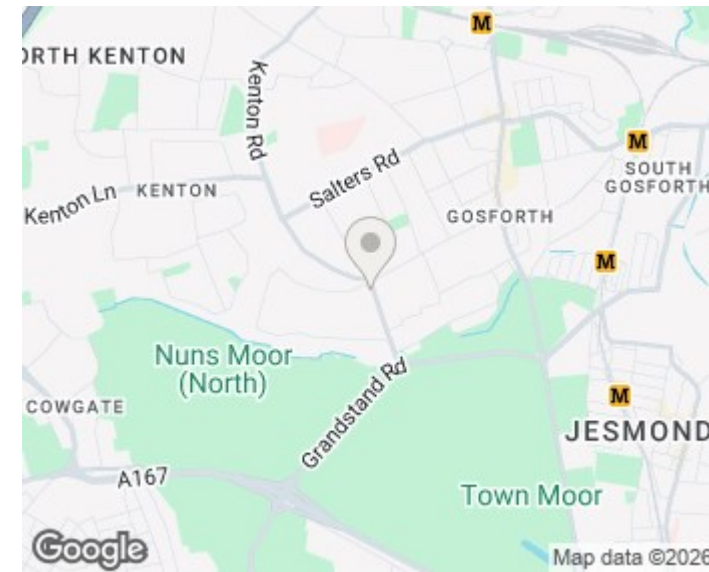 M
ORTH KENTON
Kenton Rd
M
Salters Rd
SOUTH
GOSFORTH
Kenton Ln
KENTON
GOSFORTH
M
Nuns Moor
(North)
Grandstand Rd
M
COWGATE
JESMOND
A167
Town Moor
Google
Map data ©2026